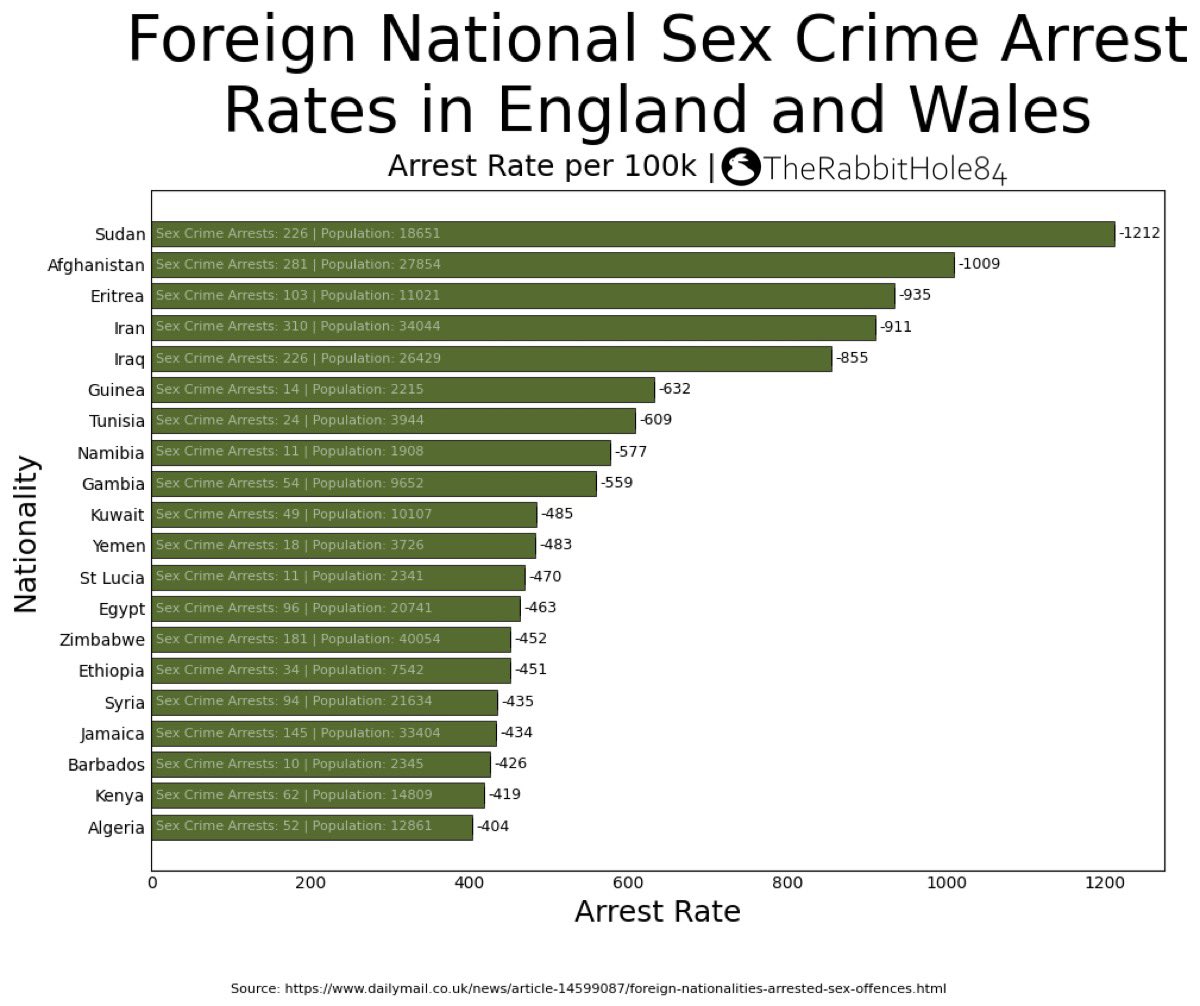 Foreign National Sex Crime Arrest
Rates in England and Wales
Arrest Rate per 100k | TheRabbitHole84
Nationality
Sudan Sex Crime Arrests: 226 | Population: 18651 -1212
Afghanistan Sex Crime Arrests: 281 | Population: 27854 -1009
Eritrea Sex Crime Arrests: 103 | Population: 11021 -935
Iran Sex Crime Arrests: 310 | Population: 34044 -911
Iraq Sex Crime Arrests: 226 | Population: 26429 -855
Guinea Sex Crime Arrests: 14 | Population: 2215 -632
Tunisia Sex Crime Arrests: 24 | Population: 3944 -609
Namibia Sex Crime Arrests: 11 | Population: 1908 -577
Gambia Sex Crime Arrests: 54 | Population: 9652 -559
Kuwait Sex Crime Arrests: 49 | Population: 10107 -485
Yemen Sex Crime Arrests: 18 | Population: 3726 -483
St Lucia Sex Crime Arrests: 11 | Population: 2341 -470
Egypt Sex Crime Arrests: 96 | Population: 20741 -463
Zimbabwe Sex Crime Arrests: 181 | Population: 40054 -452
Ethiopia Sex Crime Arrests: 34 | Population: 7542 -451
Syria Sex Crime Arrests: 94 | Population: 21634 -435
Jamaica Sex Crime Arrests: 145 | Population: 33404 -434
Barbados Sex Crime Arrests: 10 | Population: 2345 -426
Kenya Sex Crime Arrests: 62 | Population: 14809 -419
Algeria Sex Crime Arrests: 52 | Population: 12861 -404
0 200 400 600 800 1000 1200
Arrest Rate
Source: https://www.dailymail.co.uk/news/article-14599087/foreign-nationalities-arrested-sex-offences.html